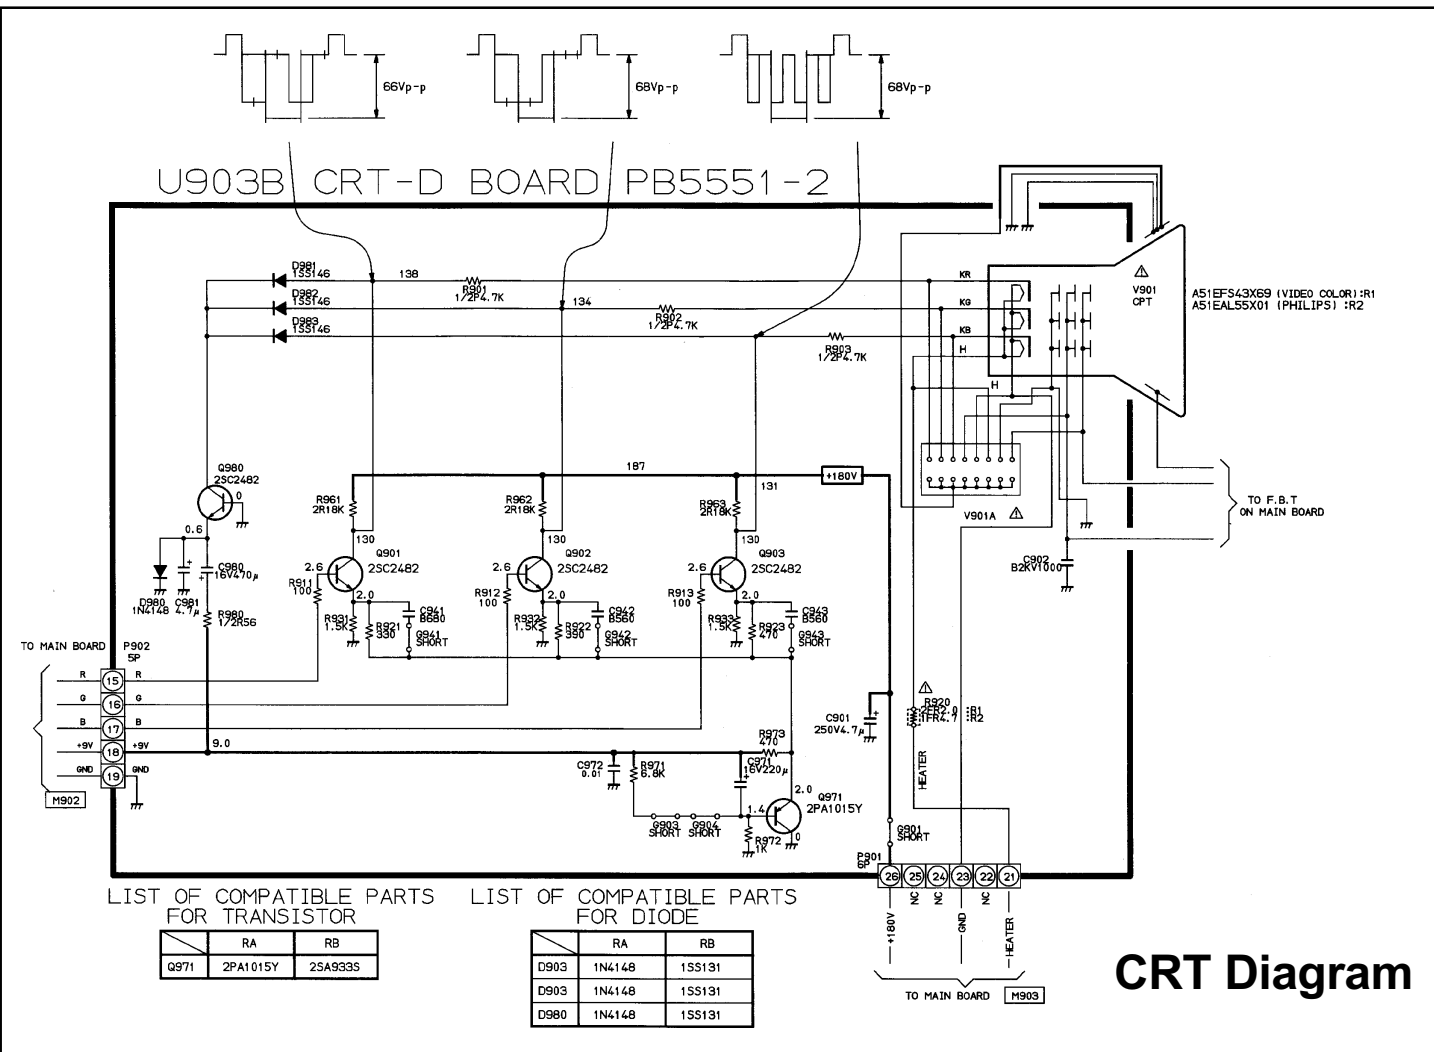 66Vp-p
68Vp-p
68Vp-p
U903B CRT-D BOARD PB5551-2
D981
1SS146
138
R901
1/2P4.7K
D982
1SS146
134
R902
1/2P4.7K
D983
1SS146
R903
1/2P4.7K
KR
KG
KB
H
H
V901
CPT
A51EFS43X69 (VIDEO COLOR):R1
A51EAL55X01 (PHILIPS) :R2
Q980
2SC2482
0
0.6
187
+180V
131
R961
2R18K
R962
2R18K
R963
2R18K
130
130
130
V901A
TO F.B.T
ON MAIN BOARD
C902
B2KV1000
D980
1N4148
C981
4.7μ
C980
16V470μ
R980
1/2R56
2.6
R911
100
Q901
2SC2482
2.0
R931
1.5K
R921
330
C941
B680
G941
SHORT
2.6
R912
100
Q902
2SC2482
2.0
R932
1.5K
R922
390
C942
B560
G942
SHORT
2.6
R913
100
Q903
2SC2482
2.0
R933
1.5K
R923
470
C943
B560
G943
SHORT
TO MAIN BOARD
P902
5P
R 15 R
G 16 G
B 17 B
+9V 18 +9V
GND 19 GND
M902
9.0
C901
250V4.7μ
R920
2FR2.0 :R1
1FR4.7 :R2
HEATER
R973
470
C972
0.01
R971
6.8K
C971
16V220μ
2.0
Q971
2PA1015Y
1.4
0
G903
SHORT
G904
SHORT
R972
1K
G901
SHORT
P901
6P
26 25 24 23 22 21
+180V
NC
NC
GND
NC
HEATER
TO MAIN BOARD M903
LIST OF COMPATIBLE PARTS
FOR TRANSISTOR
RA RB
Q971 2PA1015Y 2SA933S
LIST OF COMPATIBLE PARTS
FOR DIODE
RA RB
D903 1N4148 1SS131
D903 1N4148 1SS131
D980 1N4148 1SS131
CRT Diagram